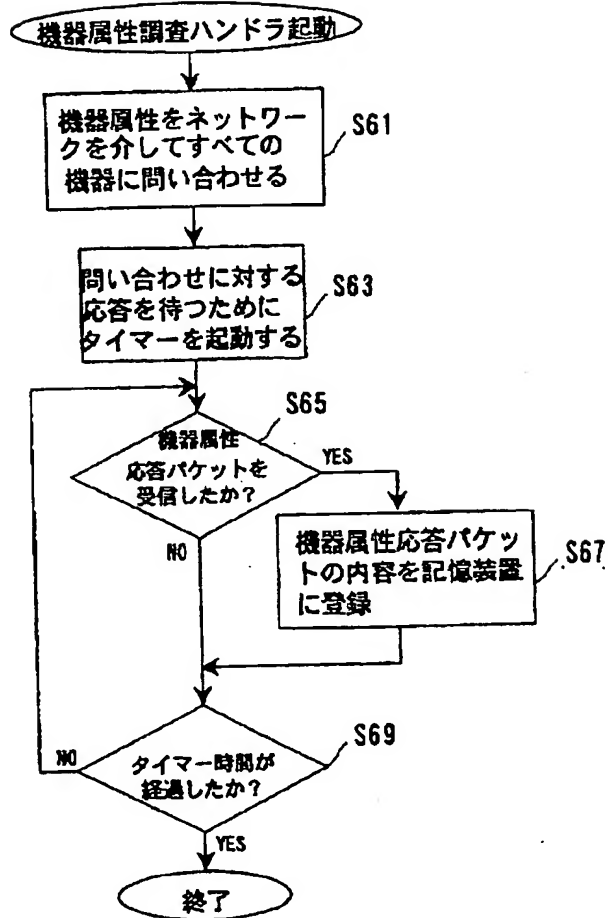 機器属性調査ハンドラ起動
機器属性をネットワー
クを介してすべての
機器に問い合わせる
S61
問い合わせに対する
応答を待つために
タイマーを起動する
S63
S65
機器属性
応答パケットを
受信したか？
YES
NO
機器属性応答パケッ
トの内容を記憶装置
に登録
S67
S69
タイマー時間が
経過したか？
NO
YES
終了